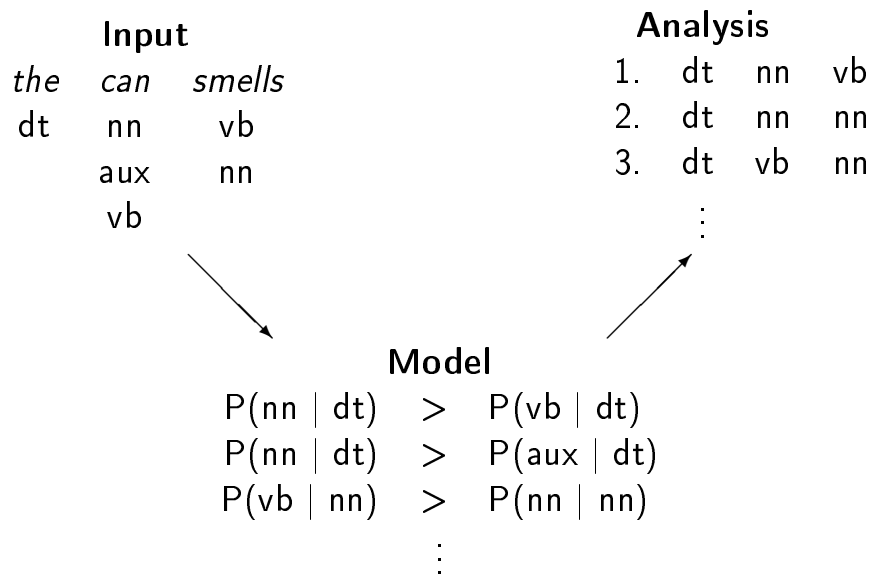 Input
the can smells
dt nn vb
aux nn
vb
Analysis
1. dt nn vb
2. dt nn nn
3. dt vb nn
⋮
Model
P(nn | dt) > P(vb | dt)
P(nn | dt) > P(aux | dt)
P(vb | nn) > P(nn | nn)
⋮